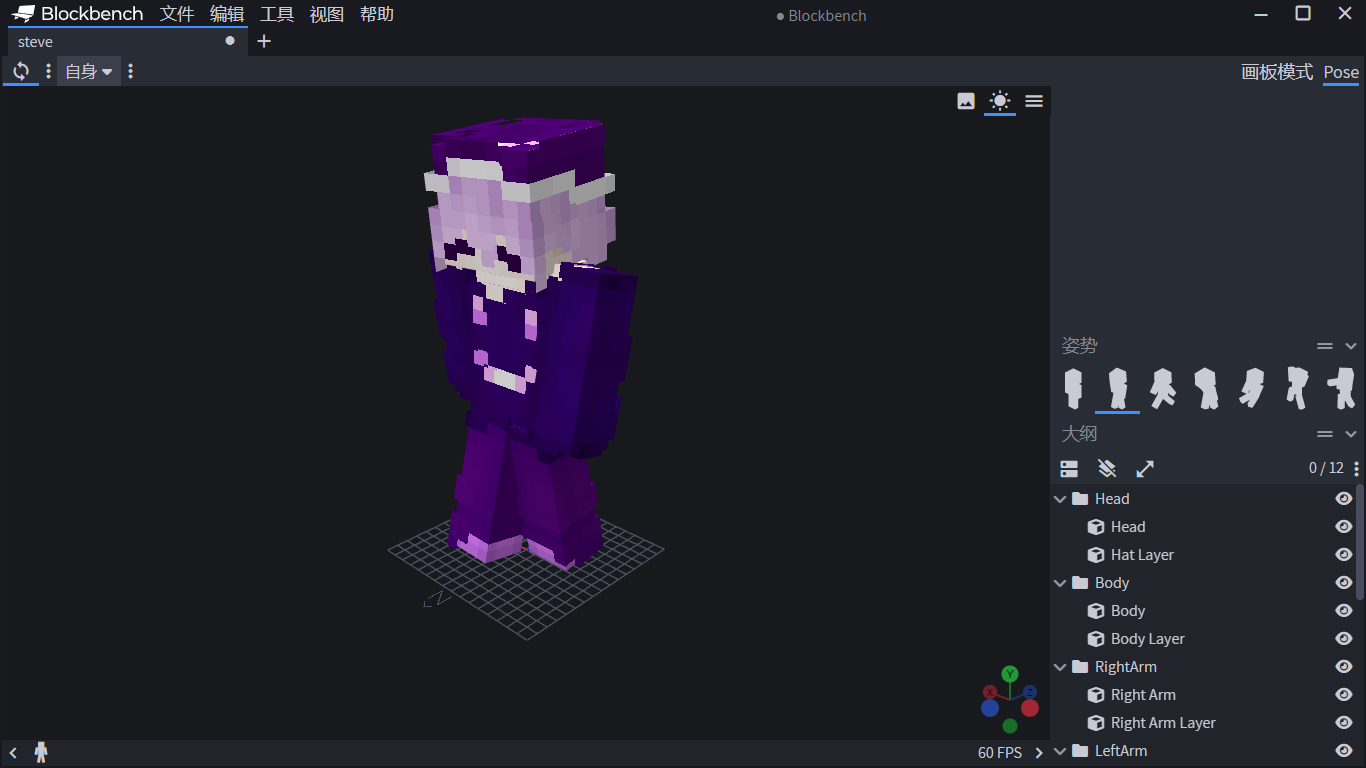 Blockbench 文件 编辑 工具 视图 帮助
● Blockbench
steve
自身
画板模式 Pose
姿势
大纲
0 / 12
Head
Head
Hat Layer
Body
Body
Body Layer
RightArm
Right Arm
Right Arm Layer
LeftArm
Y
X
Z
60 FPS